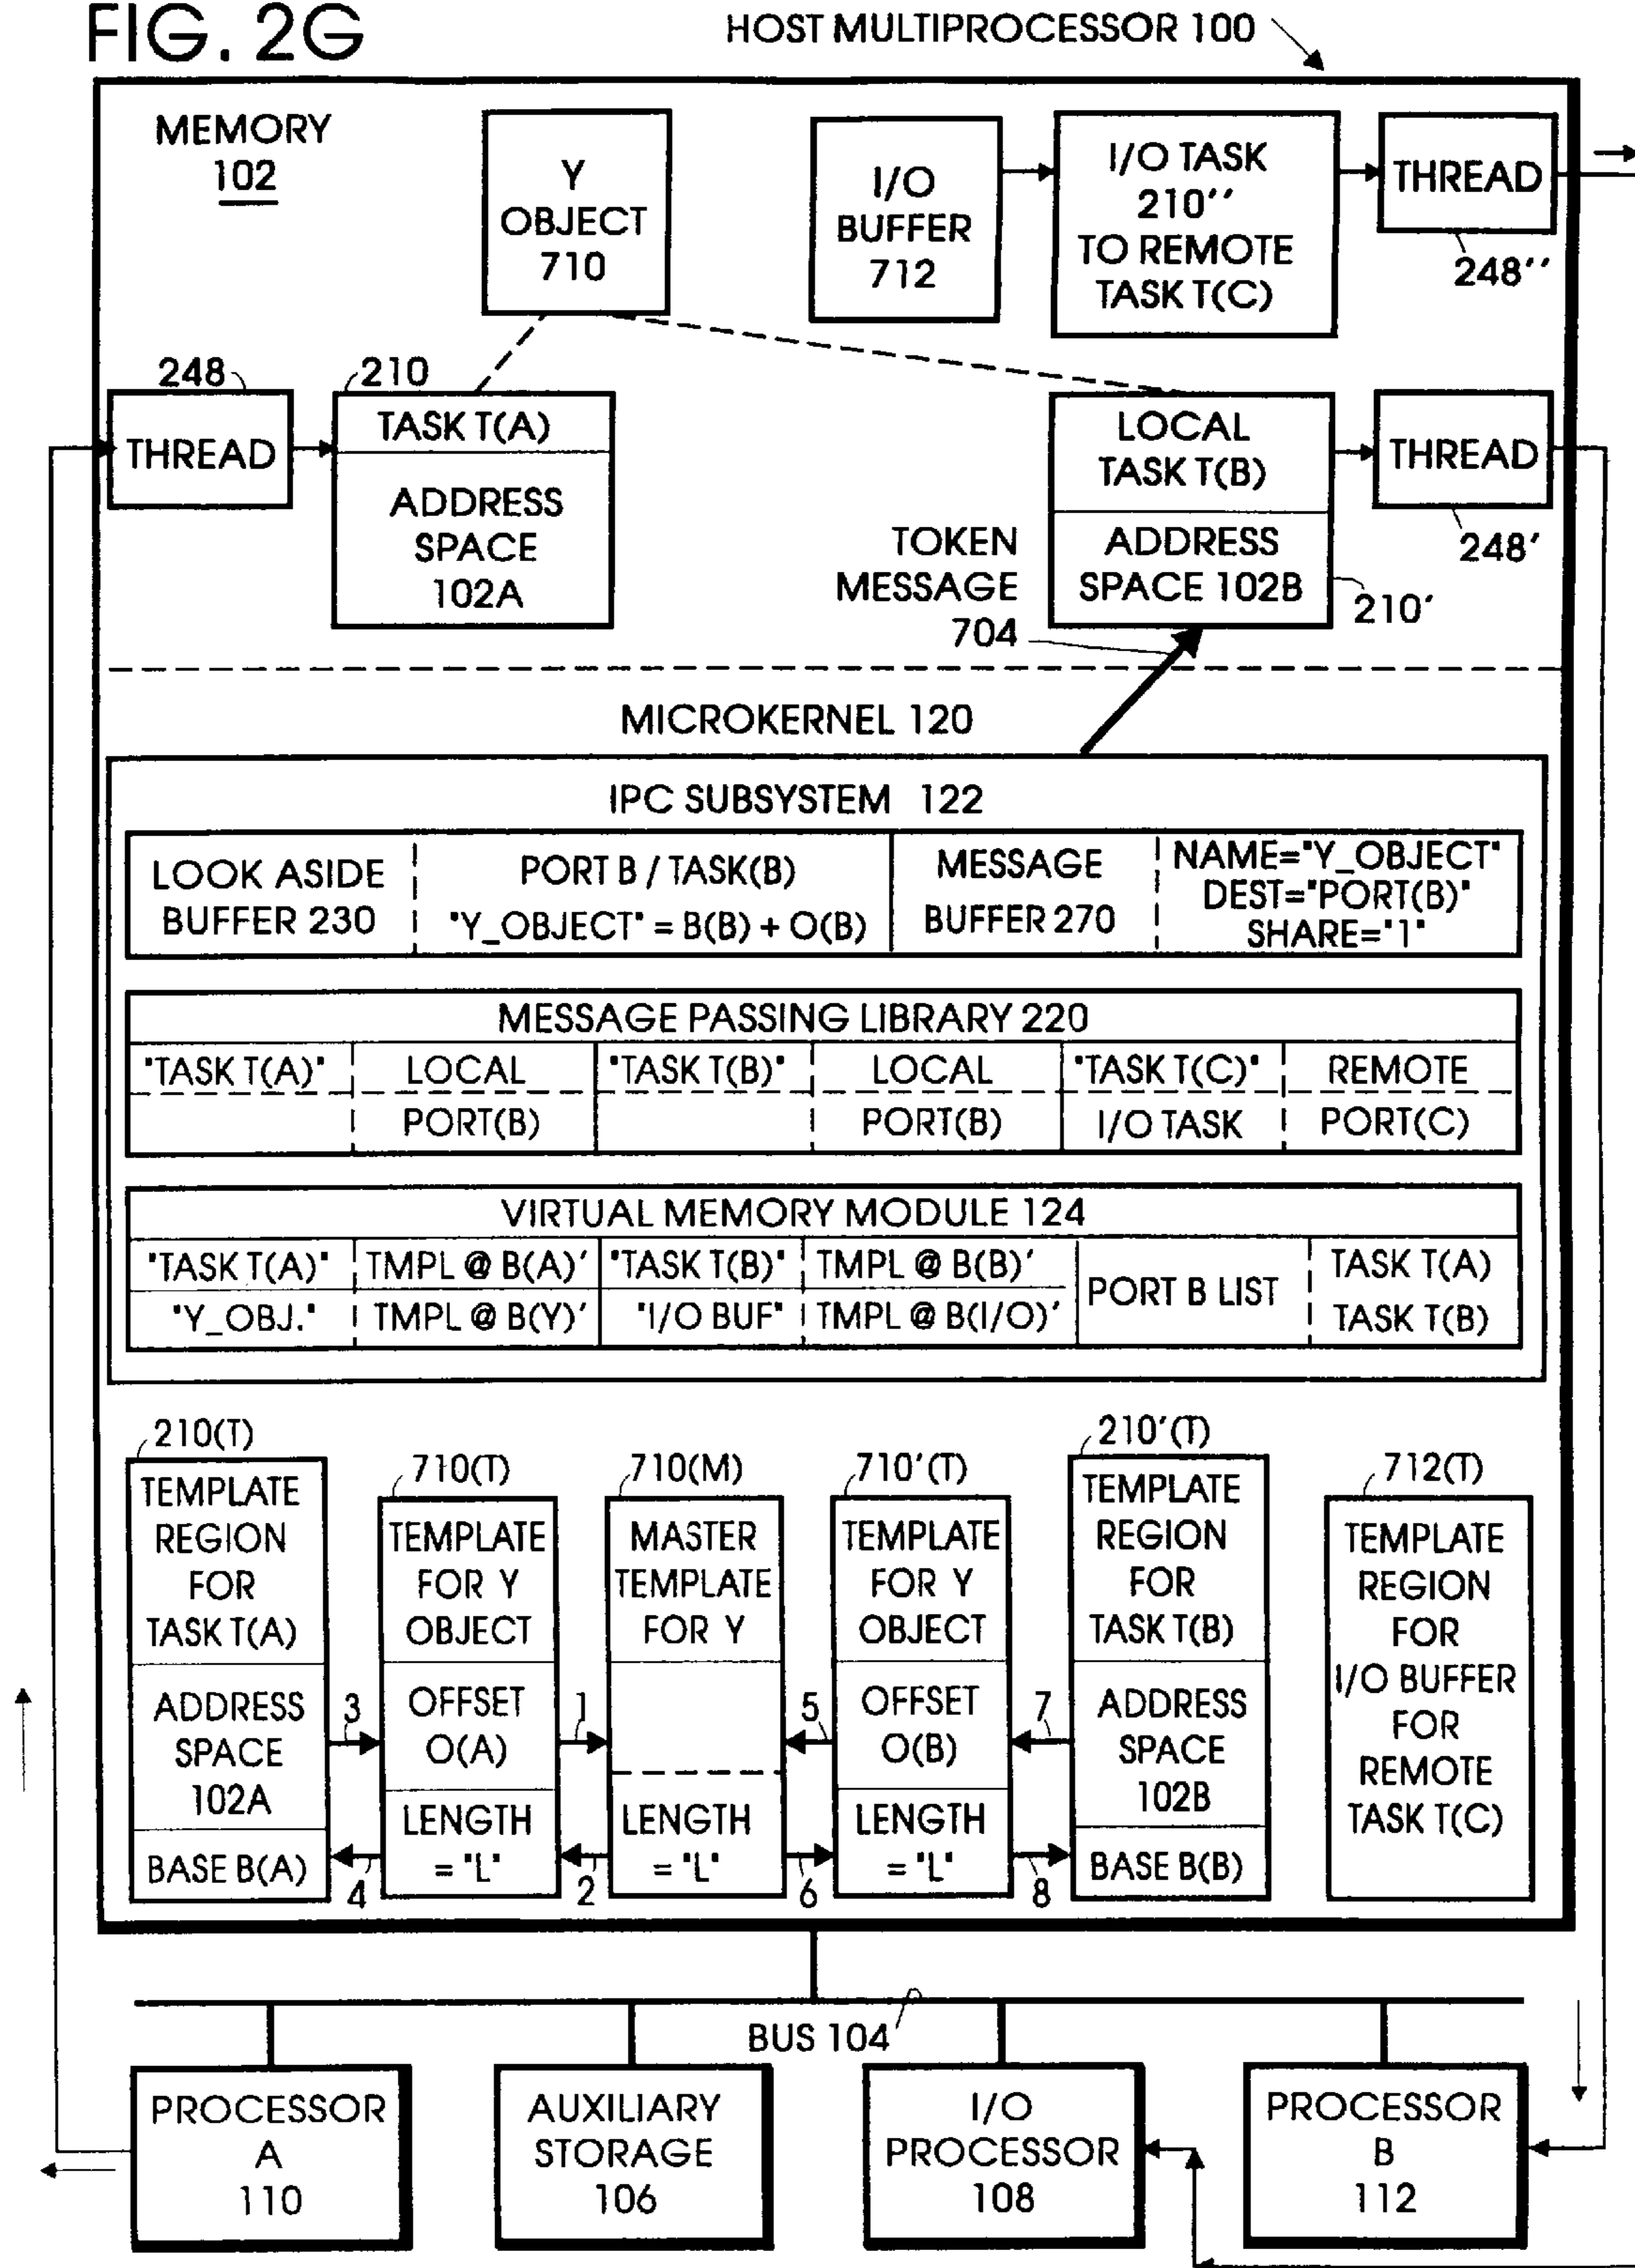 FIG. 2G
HOST MULTIPROCESSOR 100
MEMORY
102
Y
OBJECT
710
I/O
BUFFER
712
I/O TASK
210''
TO REMOTE
TASK T(C)
THREAD
248''
248
THREAD
210
TASK T(A)
ADDRESS
SPACE
102A
LOCAL
TASK T(B)
ADDRESS
SPACE 102B
210'
THREAD
248'
TOKEN
MESSAGE
704
MICROKERNEL 120
IPC SUBSYSTEM 122
LOOK ASIDE
BUFFER 230
PORT B / TASK(B)
"Y_OBJECT" = B(B) + O(B)
MESSAGE
BUFFER 270
NAME="Y_OBJECT"
DEST="PORT(B)"
SHARE="1"
MESSAGE PASSING LIBRARY 220
"TASK T(A)" LOCAL "TASK T(B)" LOCAL "TASK T(C)" REMOTE
PORT(B) PORT(B) I/O TASK PORT(C)
VIRTUAL MEMORY MODULE 124
"TASK T(A)" TMPL @ B(A)' "TASK T(B)" TMPL @ B(B)'
"Y_OBJ." TMPL @ B(Y)' "I/O BUF" TMPL @ B(I/O)'
PORT B LIST
TASK T(A)
TASK T(B)
210(T)
TEMPLATE
REGION
FOR
TASK T(A)
ADDRESS
SPACE
102A
BASE B(A)
3
4
710(T)
TEMPLATE
FOR Y
OBJECT
OFFSET
O(A)
LENGTH
= "L"
1
2
710(M)
MASTER
TEMPLATE
FOR Y
LENGTH
= "L"
5
6
710'(T)
TEMPLATE
FOR Y
OBJECT
OFFSET
O(B)
LENGTH
= "L"
7
8
210'(T)
TEMPLATE
REGION
FOR
TASK T(B)
ADDRESS
SPACE
102B
BASE B(B)
712(T)
TEMPLATE
REGION
FOR
I/O BUFFER
FOR
REMOTE
TASK T(C)
BUS 104
PROCESSOR
A
110
AUXILIARY
STORAGE
106
I/O
PROCESSOR
108
PROCESSOR
B
112